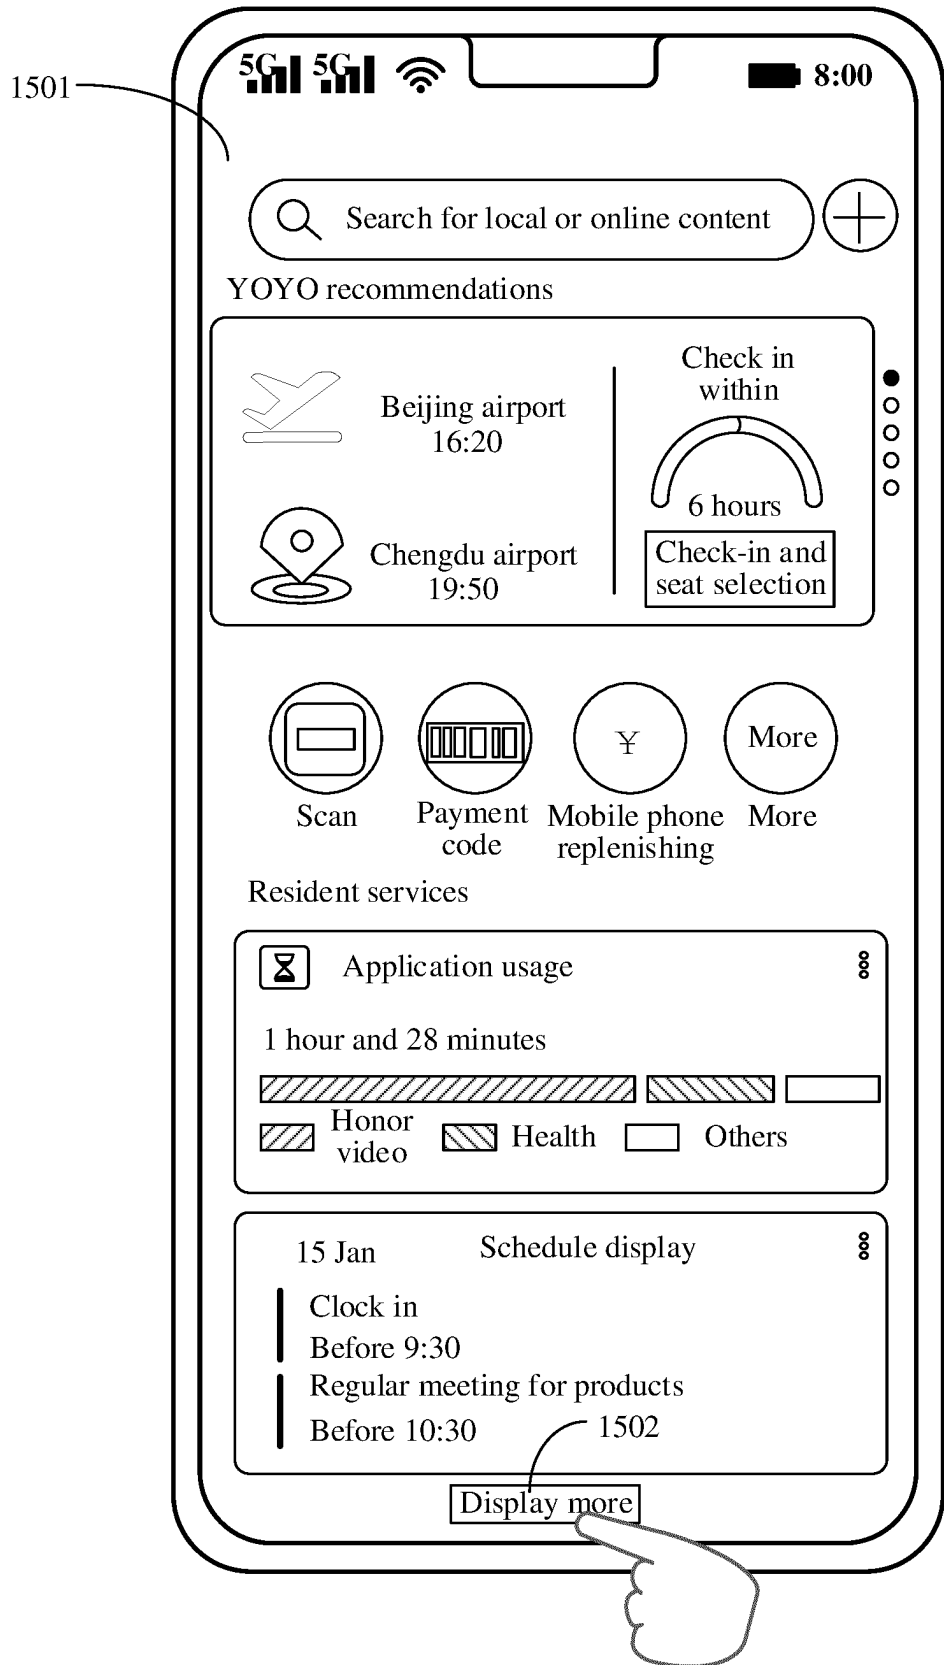 5G 5G 8:00
1501
Search for local or online content
YOYO recommendations
Beijing airport
16:20
Chengdu airport
19:50
Check in
within
6 hours
Check-in and
seat selection
¥
More
Scan
Payment
code
Mobile phone
replenishing
More
Resident services
Application usage
1 hour and 28 minutes
Honor
video
Health
Others
15 Jan
Schedule display
Clock in
Before 9:30
Regular meeting for products
Before 10:30
1502
Display more